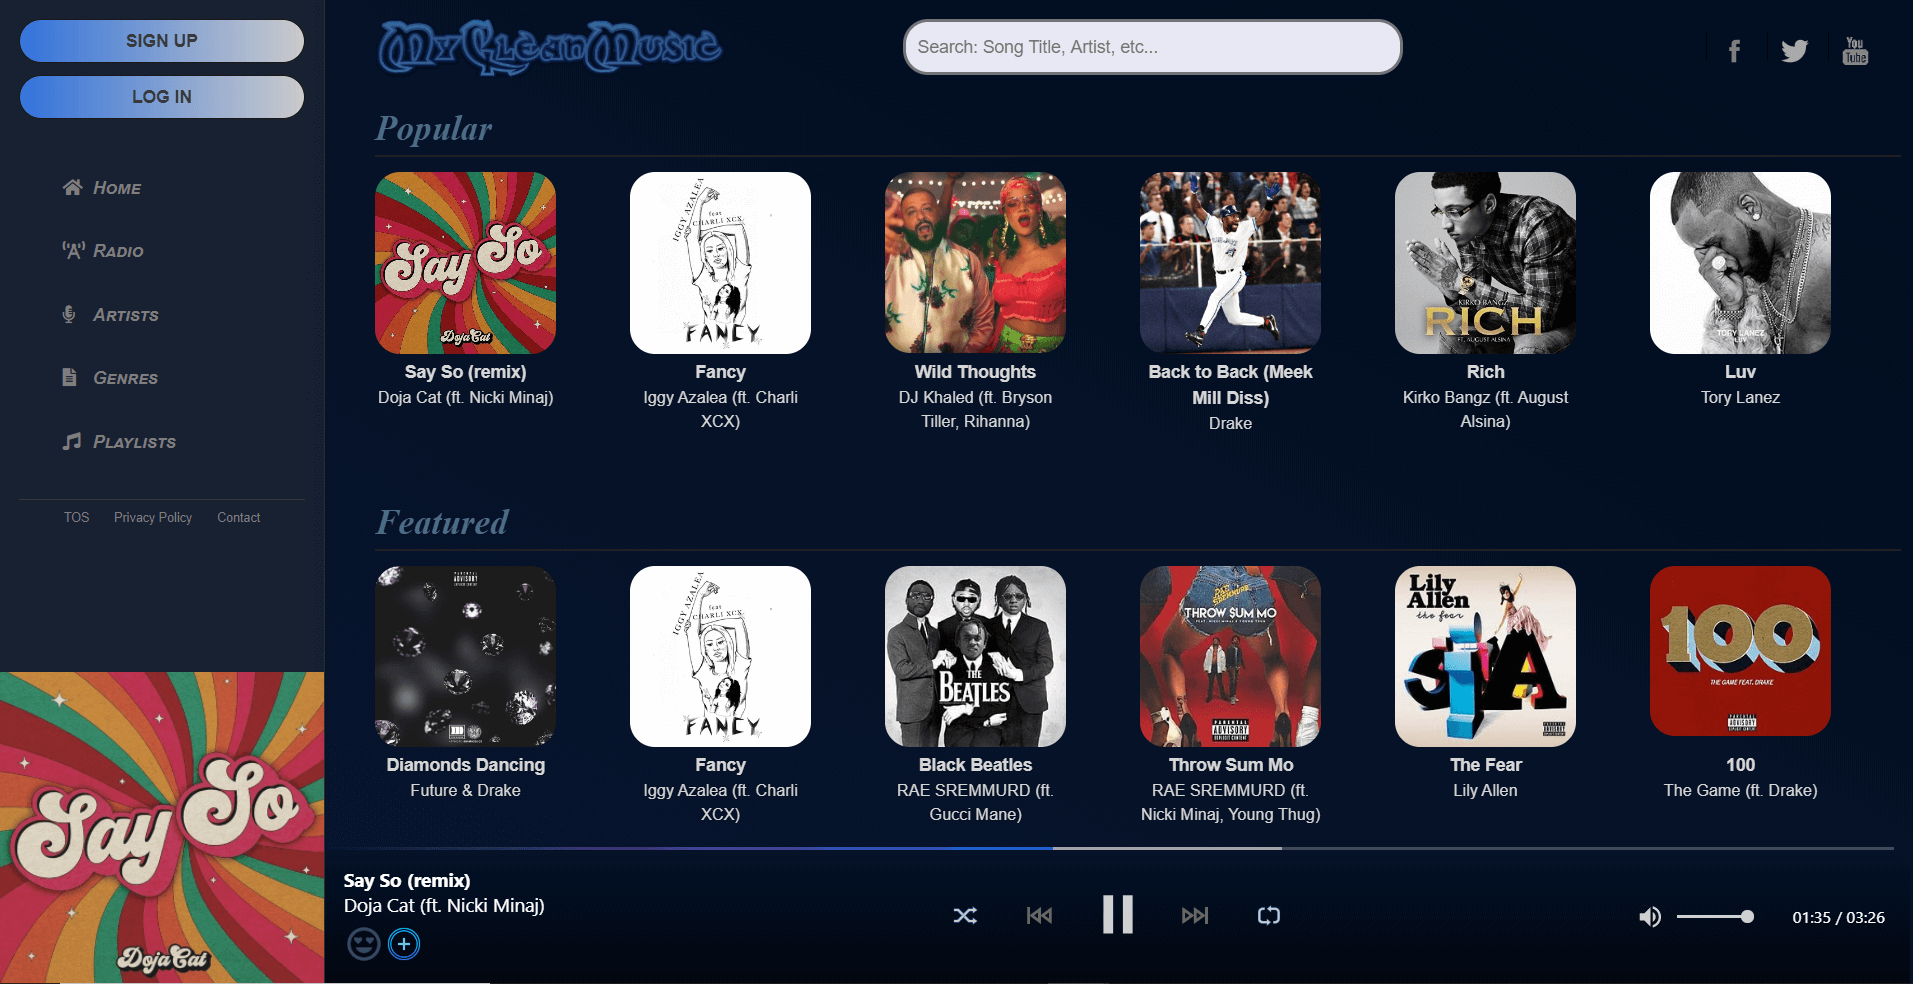 SIGN UP
LOG IN
Home
Radio
Artists
Genres
Playlists
TOS Privacy Policy Contact
MyCleanMusic
Search: Song Title, Artist, etc...
f
You
Tube
Popular
Say So
Doja Cat
Say So (remix)
Doja Cat (ft. Nicki Minaj)
IGGY AZALEA
feat
CHARLI XCX
FANCY
Fancy
Iggy Azalea (ft. Charli
XCX)
Wild Thoughts
DJ Khaled (ft. Bryson
Tiller, Rihanna)
Back to Back (Meek
Mill Diss)
Drake
KIRKO BANGZ
RICH
FT. AUGUST ALSINA
Rich
Kirko Bangz (ft. August
Alsina)
TORY LANEZ
LUV
Luv
Tory Lanez
Featured
PARENTAL
ADVISORY
Diamonds Dancing
Future & Drake
IGGY AZALEA
feat
CHARLI XCX
FANCY
Fancy
Iggy Azalea (ft. Charli
XCX)
THE
BEATLES
Black Beatles
RAE SREMMURD (ft.
Gucci Mane)
RAE
SREMMURD
THROW SUM MO
FEAT. NICKI MINAJ & YOUNG THUG
PARENTAL
ADVISORY
EXPLICIT CONTENT
Throw Sum Mo
RAE SREMMURD (ft.
Nicki Minaj, Young Thug)
Lily
Allen
the fear
The Fear
Lily Allen
100
THE GAME FEAT. DRAKE
PARENTAL
ADVISORY
100
The Game (ft. Drake)
Say So
Doja Cat
Say So (remix)
Doja Cat (ft. Nicki Minaj)
01:35 / 03:26